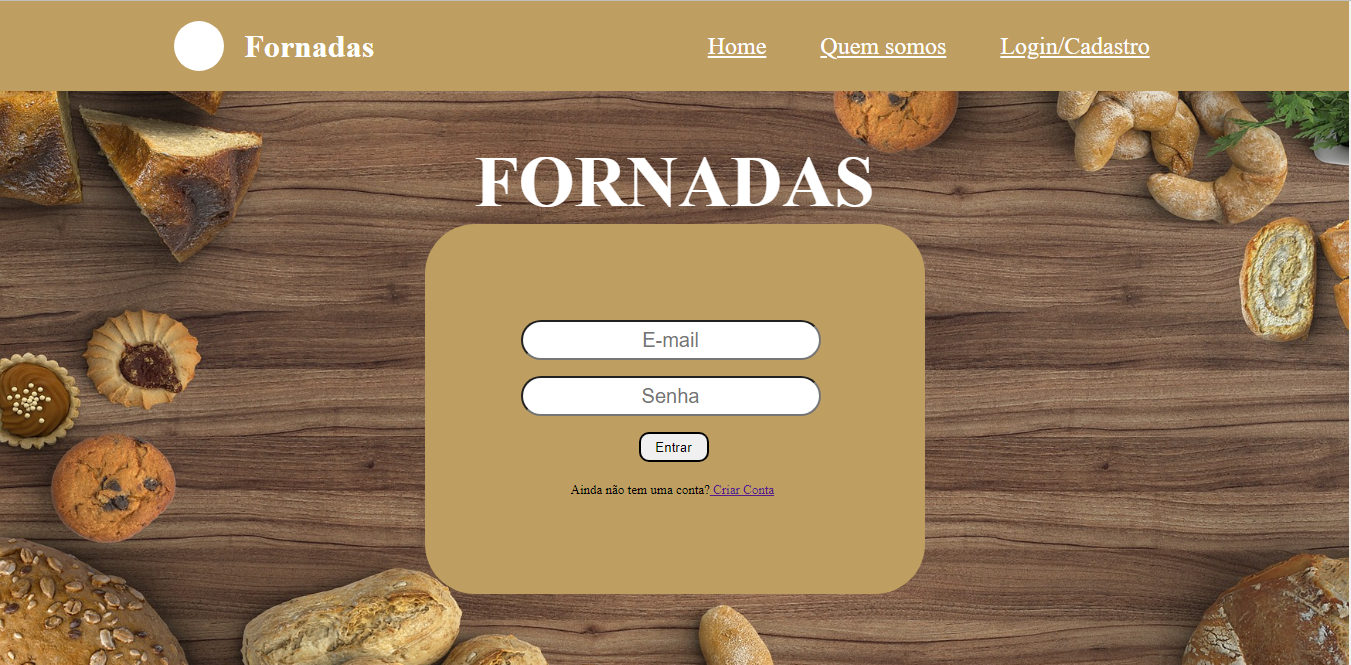 Fornadas Home Quem somos Login/Cadastro
FORNADAS
E-mail
Senha
Entrar
Ainda não tem uma conta? Criar Conta